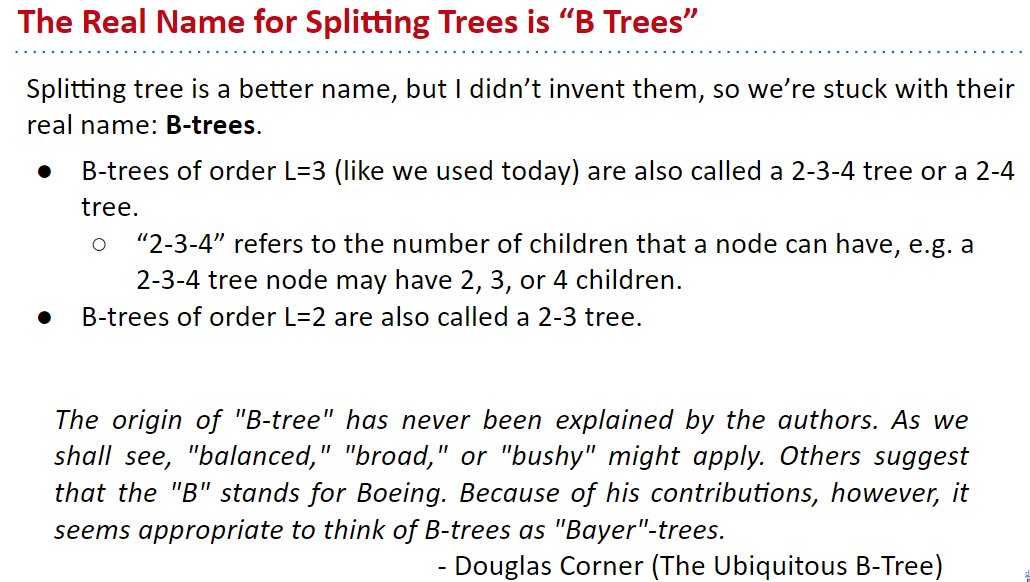 The Real Name for Splitting Trees is “B Trees”
Splitting tree is a better name, but I didn’t invent them, so we’re stuck with their
real name: B-trees.
● B-trees of order L=3 (like we used today) are also called a 2-3-4 tree or a 2-4
tree.
○ “2-3-4” refers to the number of children that a node can have, e.g. a
2-3-4 tree node may have 2, 3, or 4 children.
● B-trees of order L=2 are also called a 2-3 tree.
The origin of "B-tree" has never been explained by the authors. As we
shall see, "balanced," "broad," or "bushy" might apply. Others suggest
that the "B" stands for Boeing. Because of his contributions, however, it
seems appropriate to think of B-trees as "Bayer"-trees.
- Douglas Corner (The Ubiquitous B-Tree)